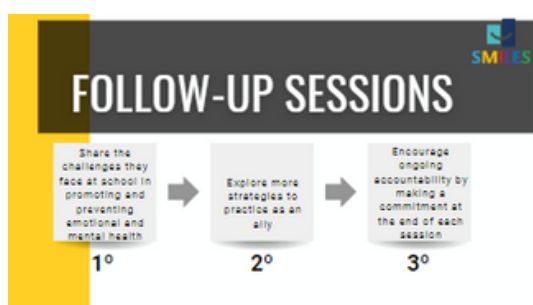 SMILES
FOLLOW-UP SESSIONS
Share the
challenges they
face at school in
promoting and
preventing
emotional and
mental health
1º
Explore more
strategies to
practice as an
ally
2º
Encourage
ongoing
accountability by
making a
commitment at
the end of each
session
3º